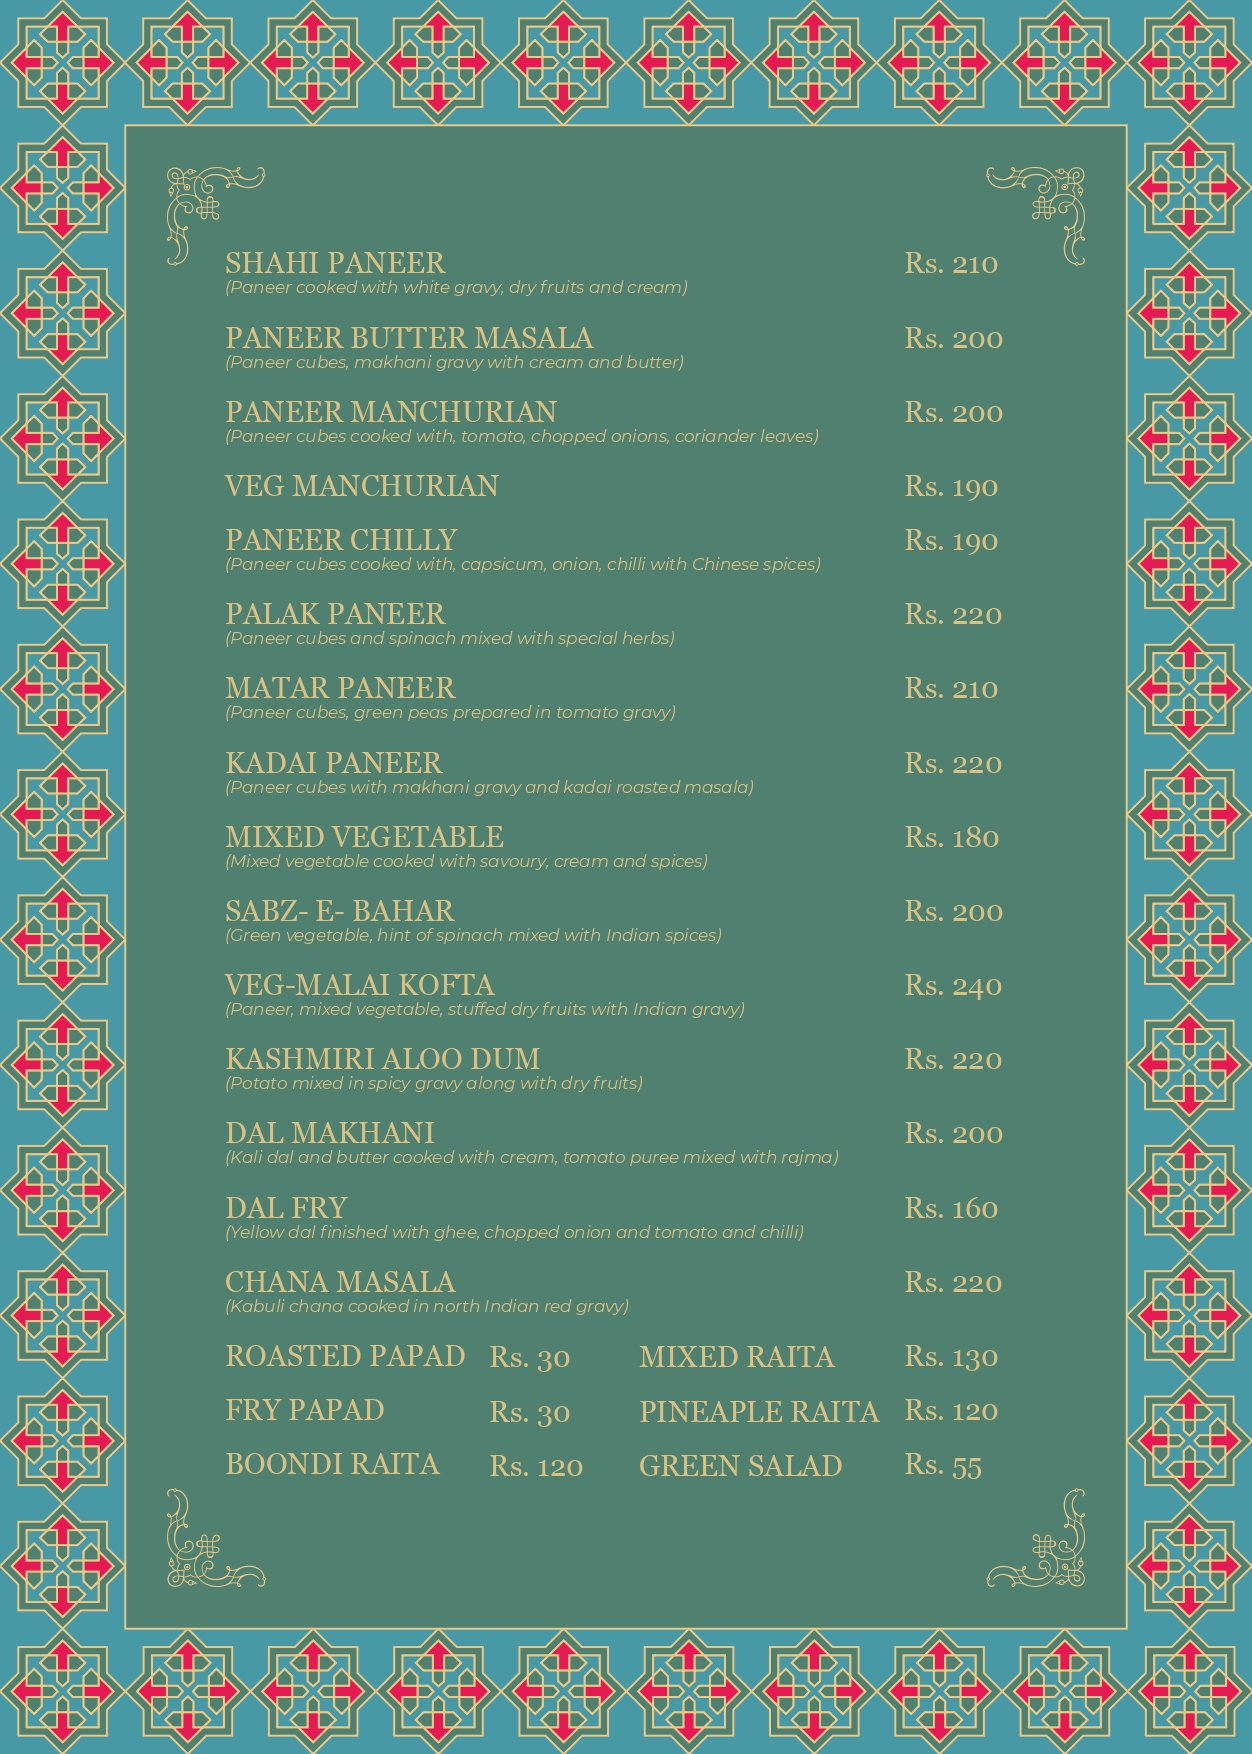 SHAHI PANEER Rs. 210
(Paneer cooked with white gravy, dry fruits and cream)
PANEER BUTTER MASALA Rs. 200
(Paneer cubes, makhani gravy with cream and butter)
PANEER MANCHURIAN Rs. 200
(Paneer cubes cooked with, tomato, chopped onions, coriander leaves)
VEG MANCHURIAN Rs. 190
PANEER CHILLY Rs. 190
(Paneer cubes cooked with, capsicum, onion, chilli with Chinese spices)
PALAK PANEER Rs. 220
(Paneer cubes and spinach mixed with special herbs)
MATAR PANEER Rs. 210
(Paneer cubes, green peas prepared in tomato gravy)
KADAI PANEER Rs. 220
(Paneer cubes with makhani gravy and kadai roasted masala)
MIXED VEGETABLE Rs. 180
(Mixed vegetable cooked with savoury, cream and spices)
SABZ- E- BAHAR Rs. 200
(Green vegetable, hint of spinach mixed with Indian spices)
VEG-MALAI KOFTA Rs. 240
(Paneer, mixed vegetable, stuffed dry fruits with Indian gravy)
KASHMIRI ALOO DUM Rs. 220
(Potato mixed in spicy gravy along with dry fruits)
DAL MAKHANI Rs. 200
(Kali dal and butter cooked with cream, tomato puree mixed with rajma)
DAL FRY Rs. 160
(Yellow dal finished with ghee, chopped onion and tomato and chilli)
CHANA MASALA Rs. 220
(Kabuli chana cooked in north Indian red gravy)
ROASTED PAPAD Rs. 30 MIXED RAITA Rs. 130
FRY PAPAD Rs. 30 PINEAPLE RAITA Rs. 120
BOONDI RAITA Rs. 120 GREEN SALAD Rs. 55